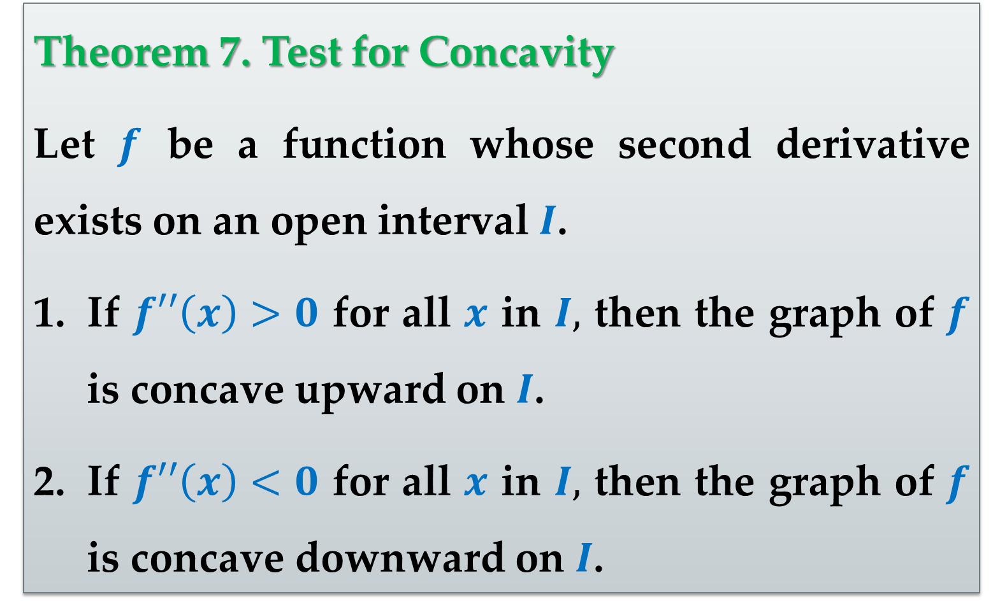 Theorem 7. Test for Concavity
Let f be a function whose second derivative
exists on an open interval I.
1. If f′′(x) > 0 for all x in I, then the graph of f
is concave upward on I.
2. If f′′(x) < 0 for all x in I, then the graph of f
is concave downward on I.